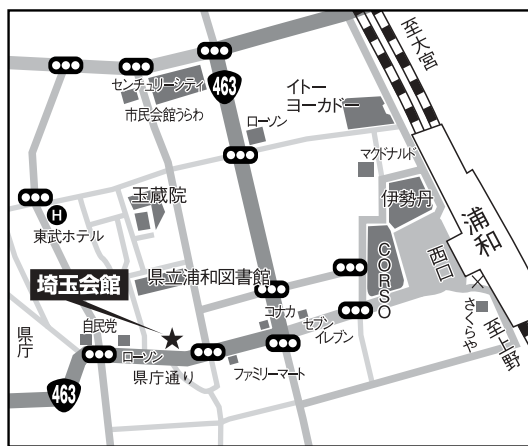 至大宮
センチュリーシティ
463
イトー
ヨーカドー
市民会館うらわ
ローソン
マクドナルド
伊勢丹
玉蔵院
H
東武ホテル
浦和
西口
CORSO
県立浦和図書館
埼玉会館
コナカ
セブン
イレブン
さくらや
至上野
県庁
自民党
ローソン
県庁通り
ファミリーマート
463